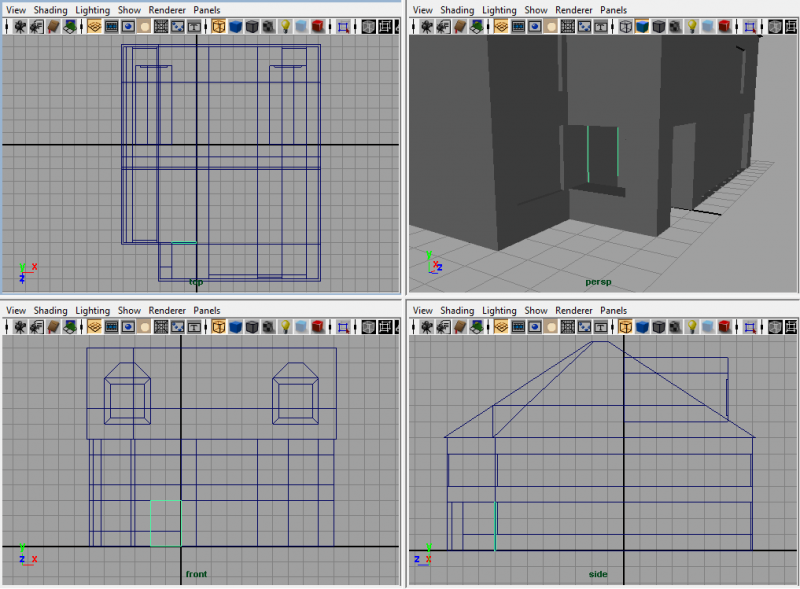 View Shading Lighting Show Renderer Panels
View Shading Lighting Show Renderer Panels
top
persp
Y X
Z
Y
X
Z
View Shading Lighting Show Renderer Panels
View Shading Lighting Show Renderer Panels
front
side
Y
Z X
Y
Z X